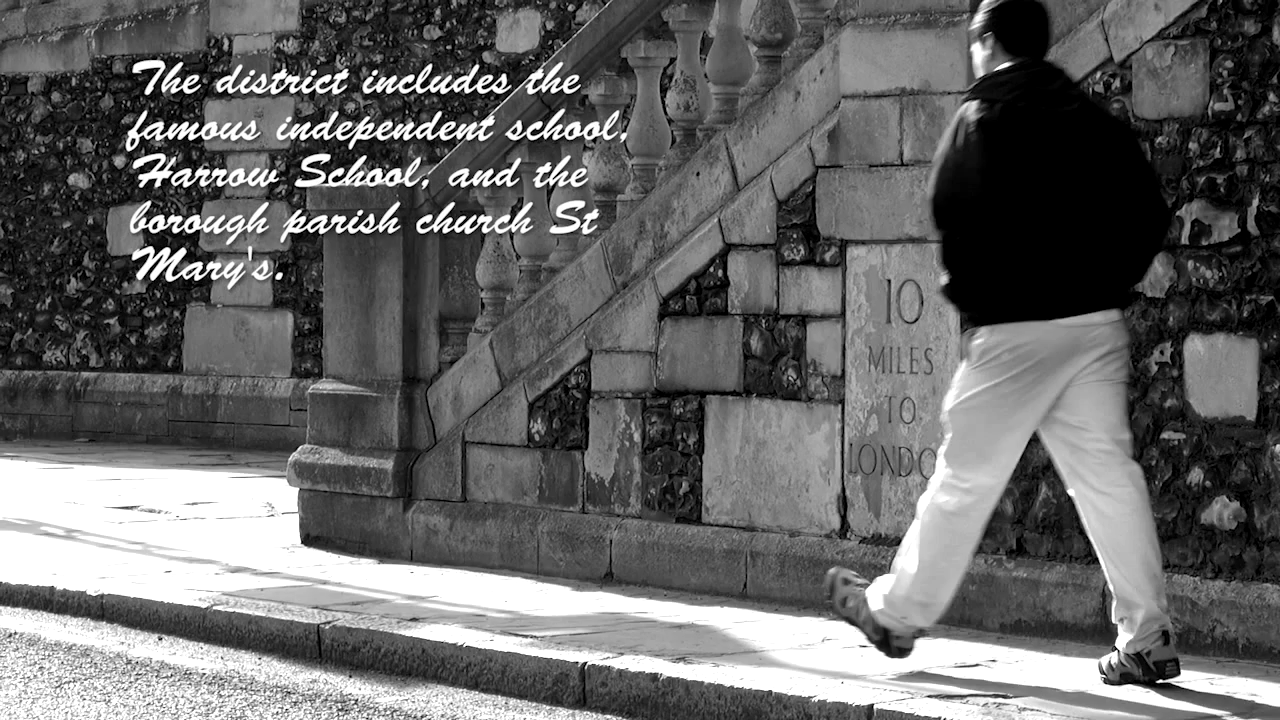 The district includes the
famous independent school,
Harrow School, and the
borough parish church St
Mary's.
10
MILES
TO
LONDO